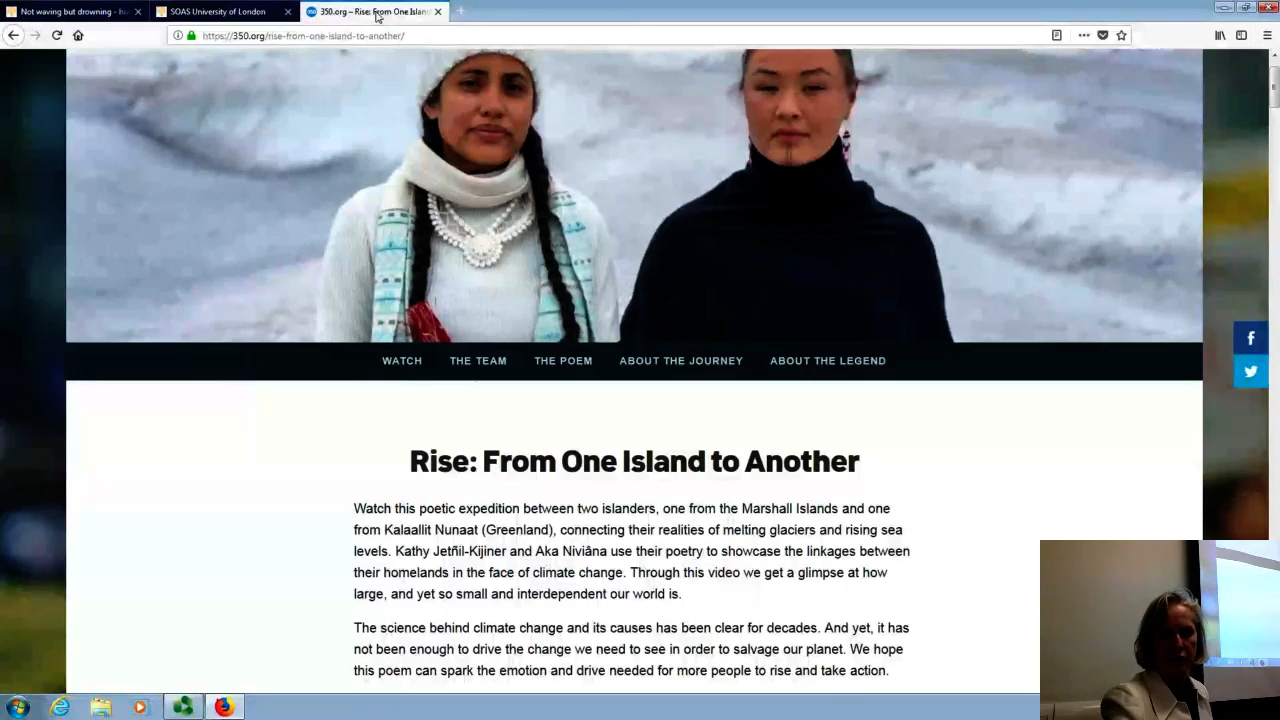 Not waving but drowning - hu
SOAS University of London
350.org – Rise: From One Islan
https://350.org/rise-from-one-island-to-another/
WATCH THE TEAM THE POEM ABOUT THE JOURNEY ABOUT THE LEGEND
Rise: From One Island to Another
Watch this poetic expedition between two islanders, one from the Marshall Islands and one
from Kalaallit Nunaat (Greenland), connecting their realities of melting glaciers and rising sea
levels. Kathy Jetñil-Kijiner and Aka Niviâna use their poetry to showcase the linkages between
their homelands in the face of climate change. Through this video we get a glimpse at how
large, and yet so small and interdependent our world is.
The science behind climate change and its causes has been clear for decades. And yet, it has
not been enough to drive the change we need to see in order to salvage our planet. We hope
this poem can spark the emotion and drive needed for more people to rise and take action.